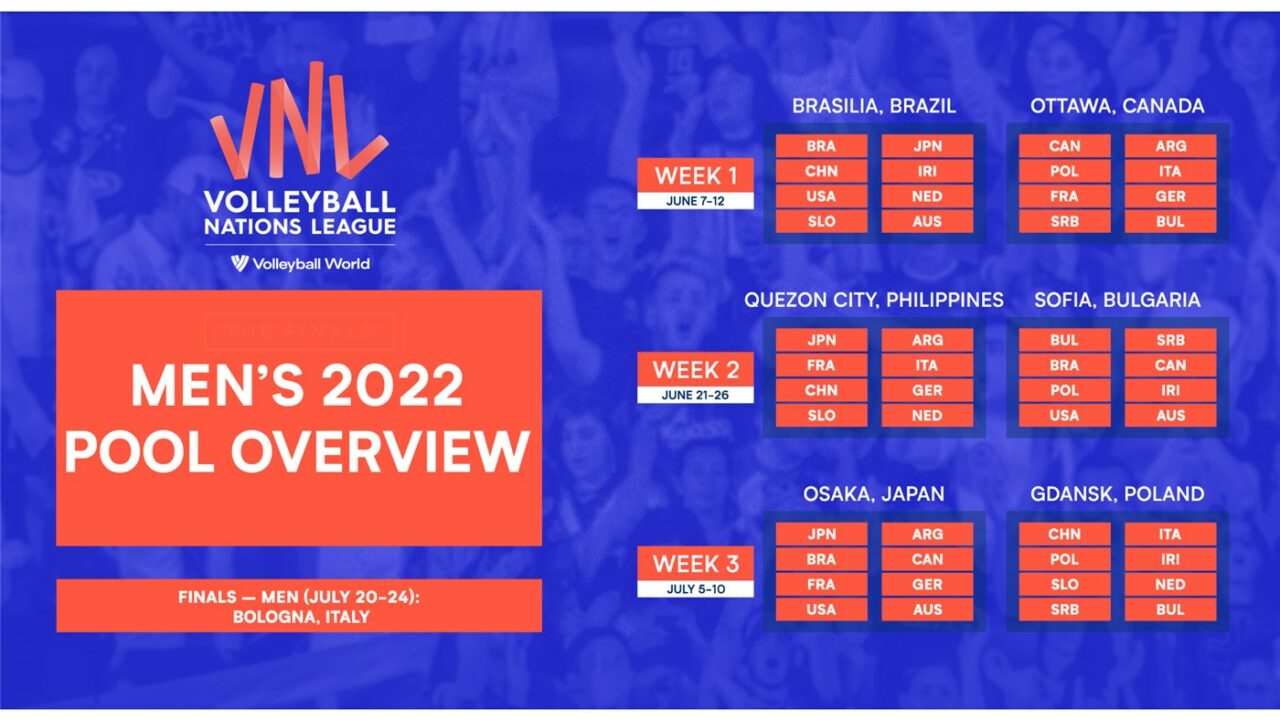 VNL
VOLLEYBALL
NATIONS LEAGUE
Volleyball World
THE FINALS
MEN'S 2022
POOL OVERVIEW
FINALS — MEN (JULY 20-24):
BOLOGNA, ITALY
WEEK 1
JUNE 7-12
BRASILIA, BRAZIL
BRA JPN
CHN IRI
USA NED
SLO AUS
OTTAWA, CANADA
CAN ARG
POL ITA
FRA GER
SRB BUL
WEEK 2
JUNE 21-26
QUEZON CITY, PHILIPPINES
JPN ARG
FRA ITA
CHN GER
SLO NED
SOFIA, BULGARIA
BUL SRB
BRA CAN
POL IRI
USA AUS
WEEK 3
JULY 5-10
OSAKA, JAPAN
JPN ARG
BRA CAN
FRA GER
USA AUS
GDANSK, POLAND
CHN ITA
POL IRI
SLO NED
SRB BUL